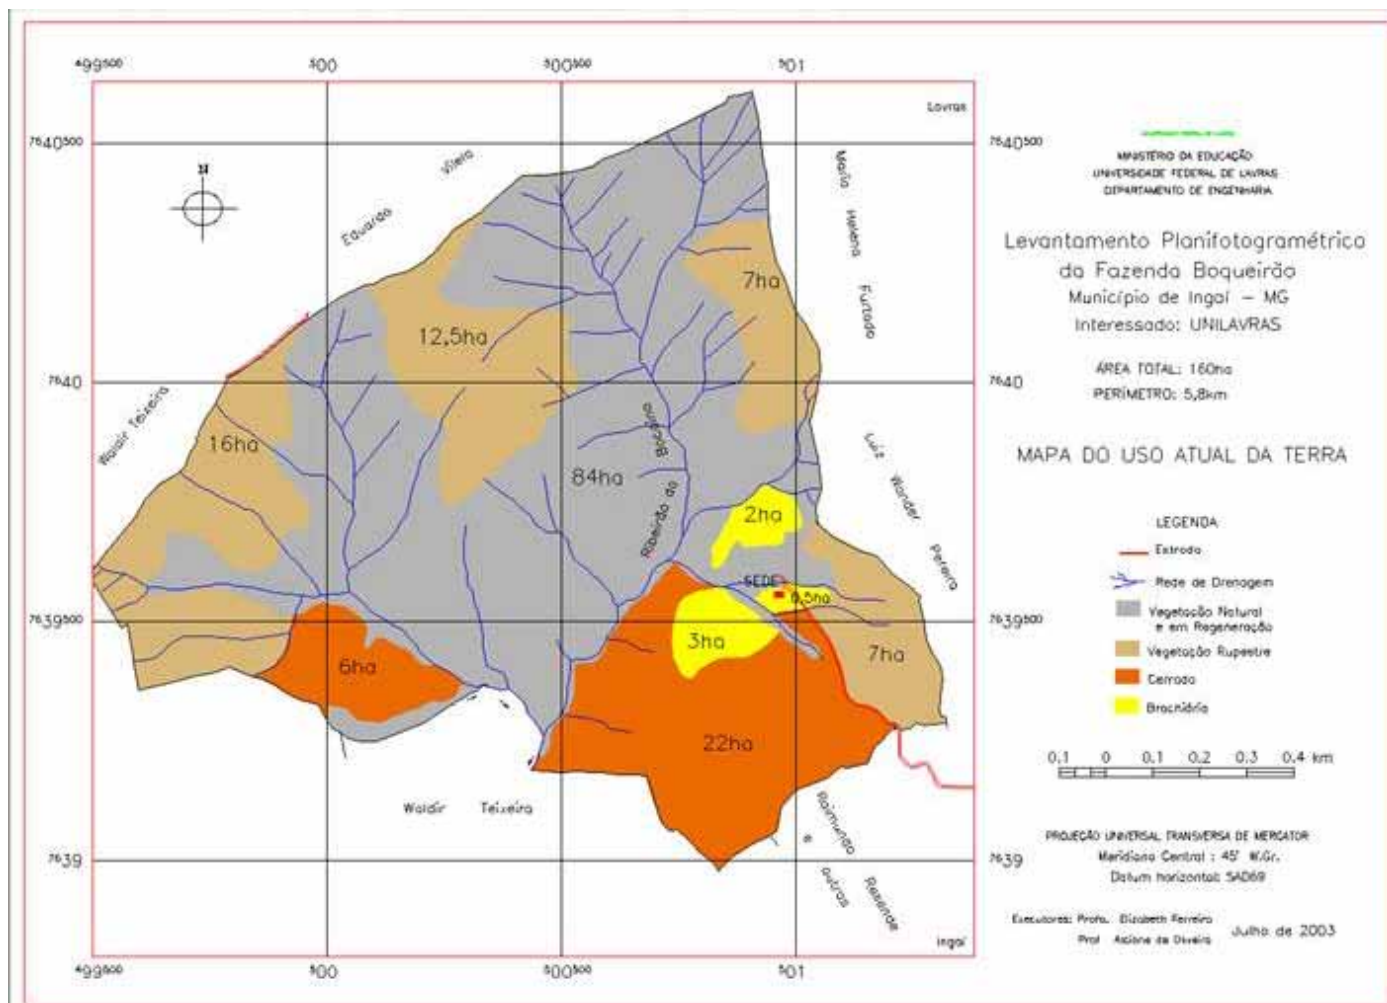 499500
500
500500
501
Lavras
7640500
7640
7639500
7639
N
Eduardo Vilera
Waldir Teixeira
Maria Helena Furtado
Luiz Wander Pereira
12,5ha
7ha
16ha
84ha
Ribeirão do Bocaina
2ha
SEDE
0,5ha
3ha
6ha
7ha
22ha
Waldir Teixeira
Raimundo Resende
e outros
Ingaí
7640500
7640
7639500
7639
499500
500
500500
501
MINISTÉRIO DA EDUCAÇÃO
UNIVERSIDADE FEDERAL DE LAVRAS
DEPARTAMENTO DE ENGENHARIA
Levantamento Planifotogramétrico
da Fazenda Boqueirão
Município de Ingaí – MG
Interessado: UNILAVRAS
ÁREA TOTAL: 160ha
PERÍMETRO: 5,8km
MAPA DO USO ATUAL DA TERRA
LEGENDA
Estrada
Rede de Drenagem
Vegetação Natural
e em Regeneração
Vegetação Rupestre
Cerrado
Brachiária
0.1 0 0.1 0.2 0.3 0.4 km
PROJEÇÃO UNIVERSAL TRANSVERSA DE MERCATOR
Meridiano Central : 45° W.Gr.
Datum horizontal: SAD69
Executores: Profa. Elizabeth Ferreira
Prof
de Oliveira
Julho de 2003